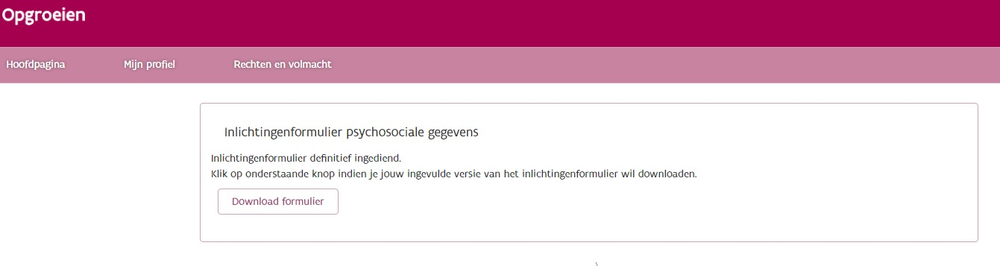 Opgroeien
Hoofdpagina Mijn profiel Rechten en volmacht
Inlichtingenformulier psychosociale gegevens
Inlichtingenformulier definitief ingediend.
Klik op onderstaande knop indien je jouw ingevulde versie van het inlichtingenformulier wil downloaden.
Download formulier